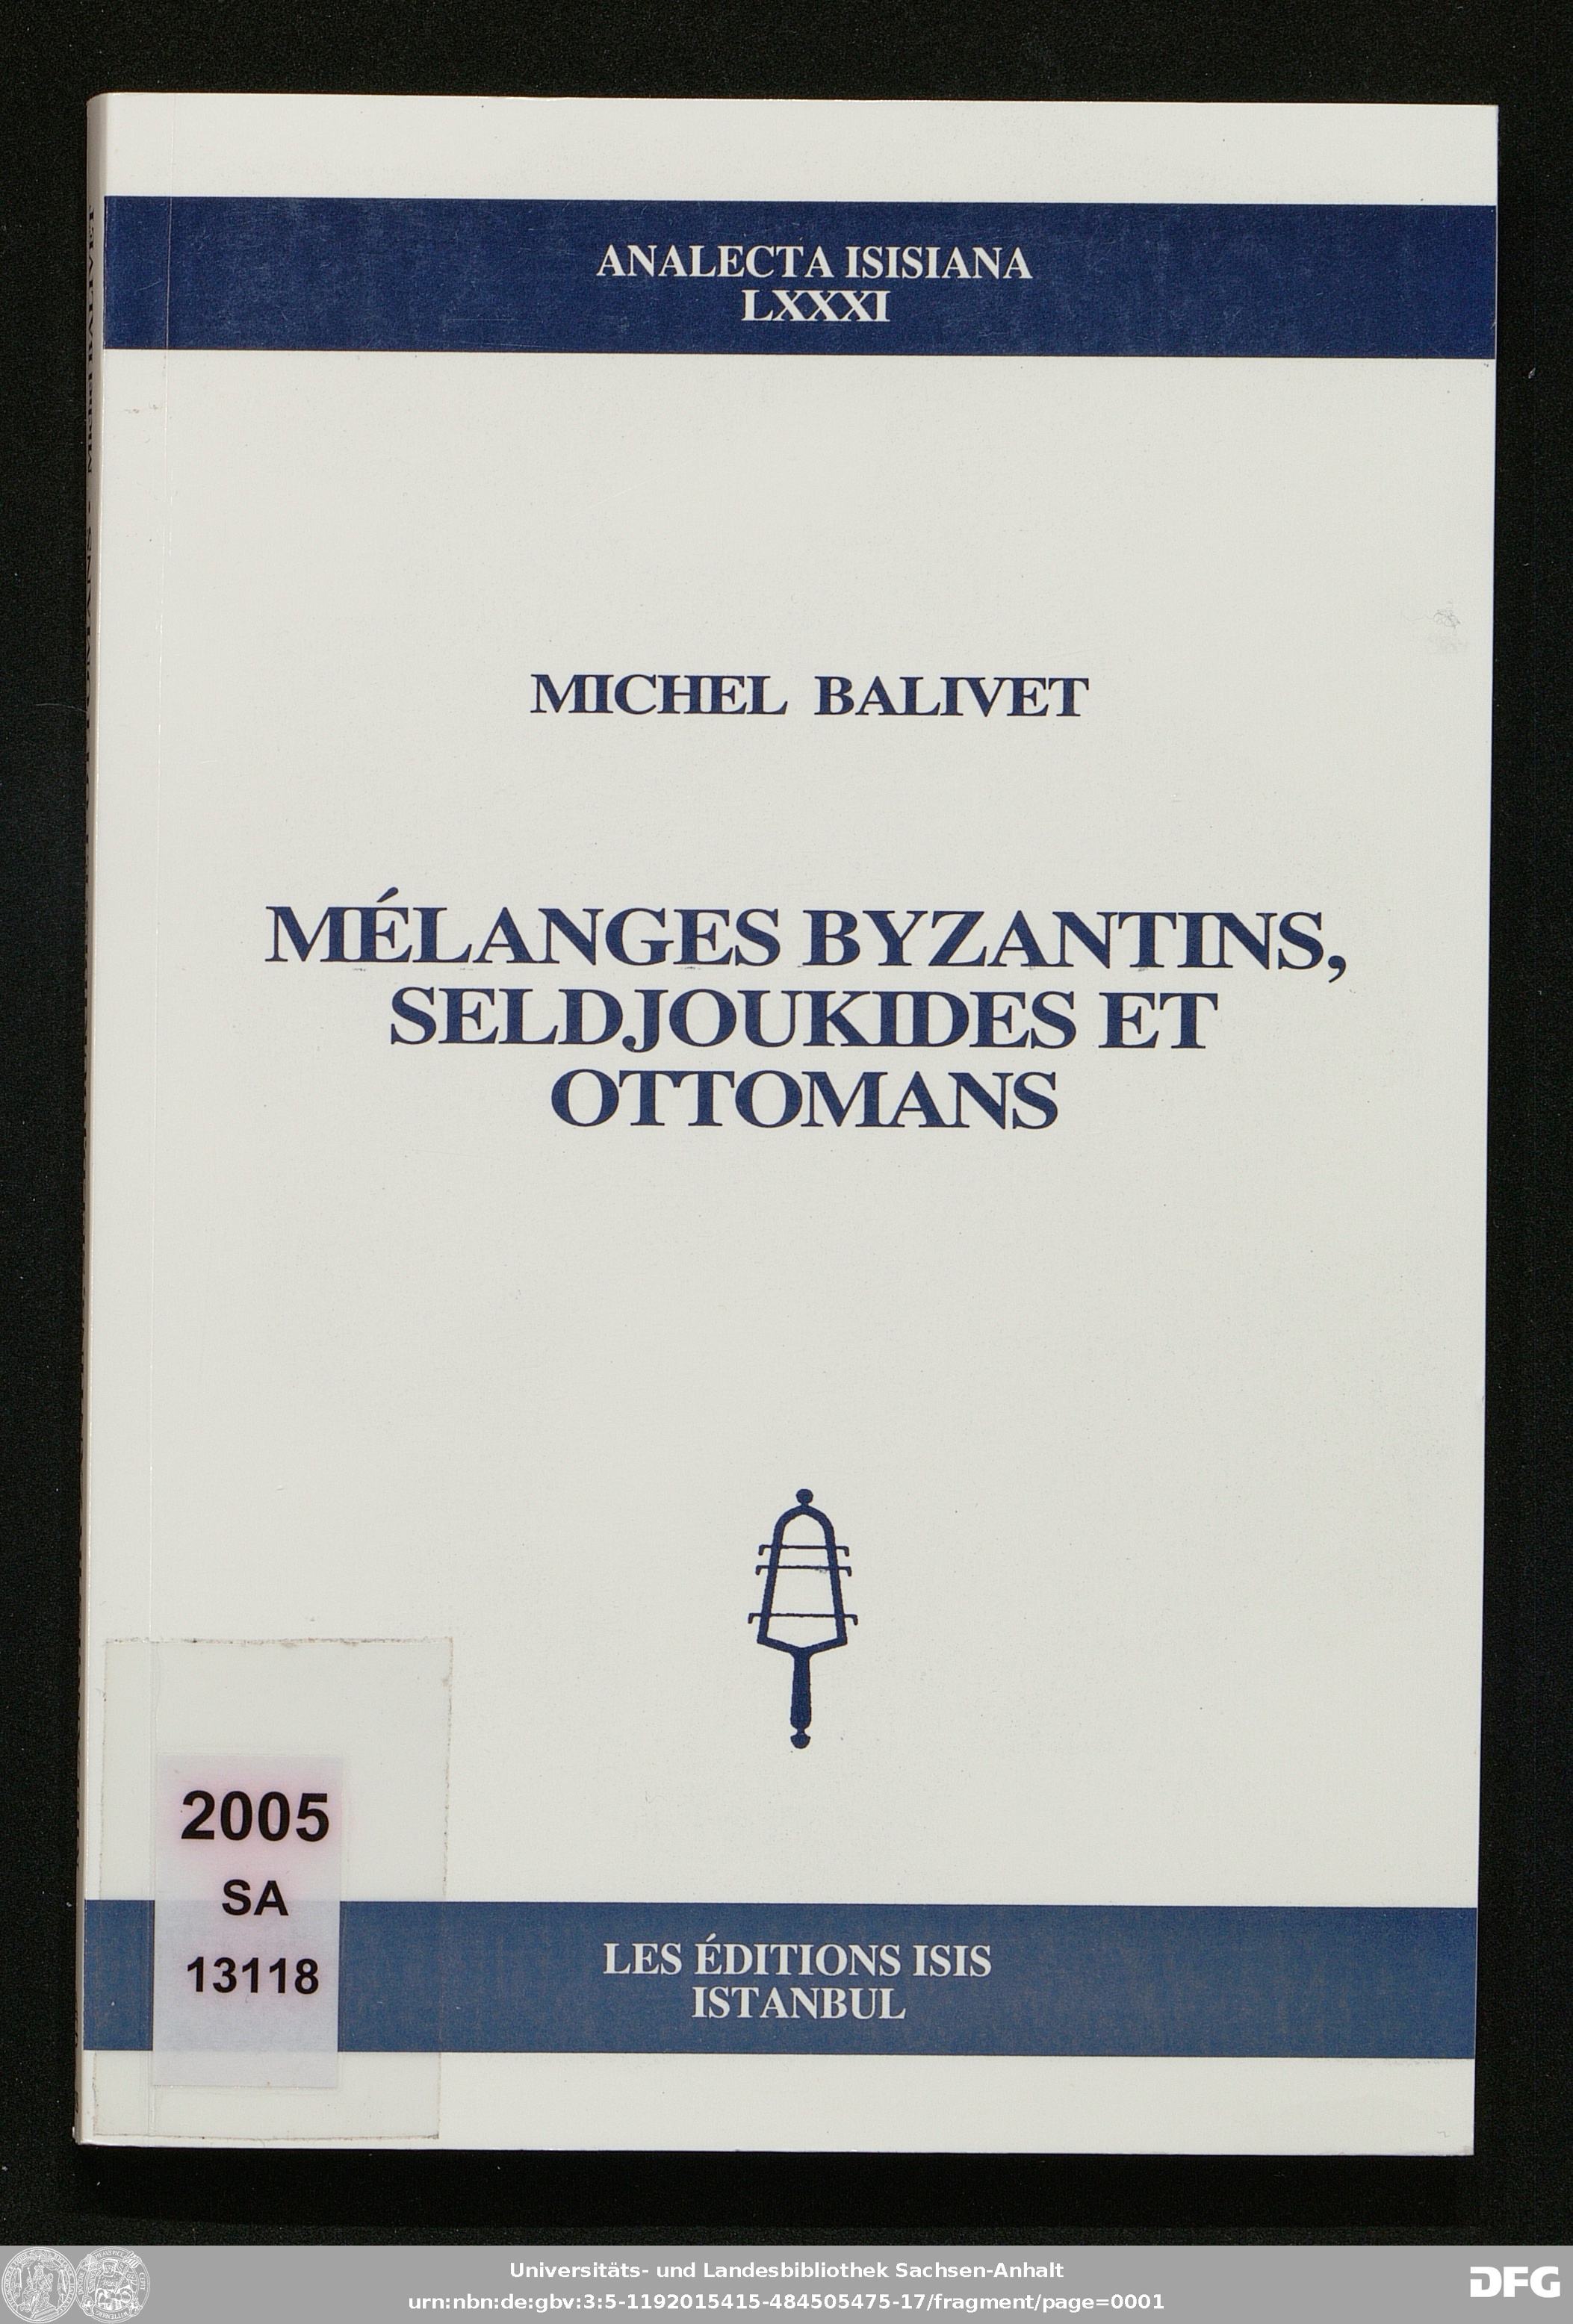 ANALECTA ISISIANA
LXXXI
MICHEL BALIVET
MÉLANGES BYZANTINS,
SELDJOUKIDES ET
OTTOMANS
2005
SA
13118
LES ÉDITIONS ISIS
ISTANBUL
Universitäts- und Landesbibliothek Sachsen-Anhalt
urn:nbn:de:gbv:3:5-1192015415-484505475-17/fragment/page=0001
DFG